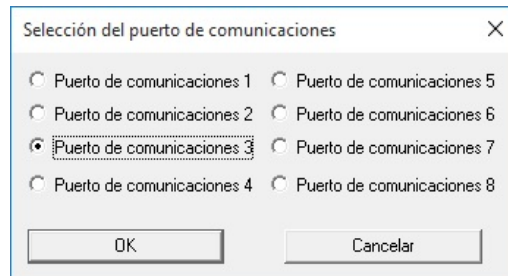 Selección del puerto de comunicaciones
Puerto de comunicaciones 1
Puerto de comunicaciones 2
Puerto de comunicaciones 3
Puerto de comunicaciones 4
Puerto de comunicaciones 5
Puerto de comunicaciones 6
Puerto de comunicaciones 7
Puerto de comunicaciones 8
OK
Cancelar